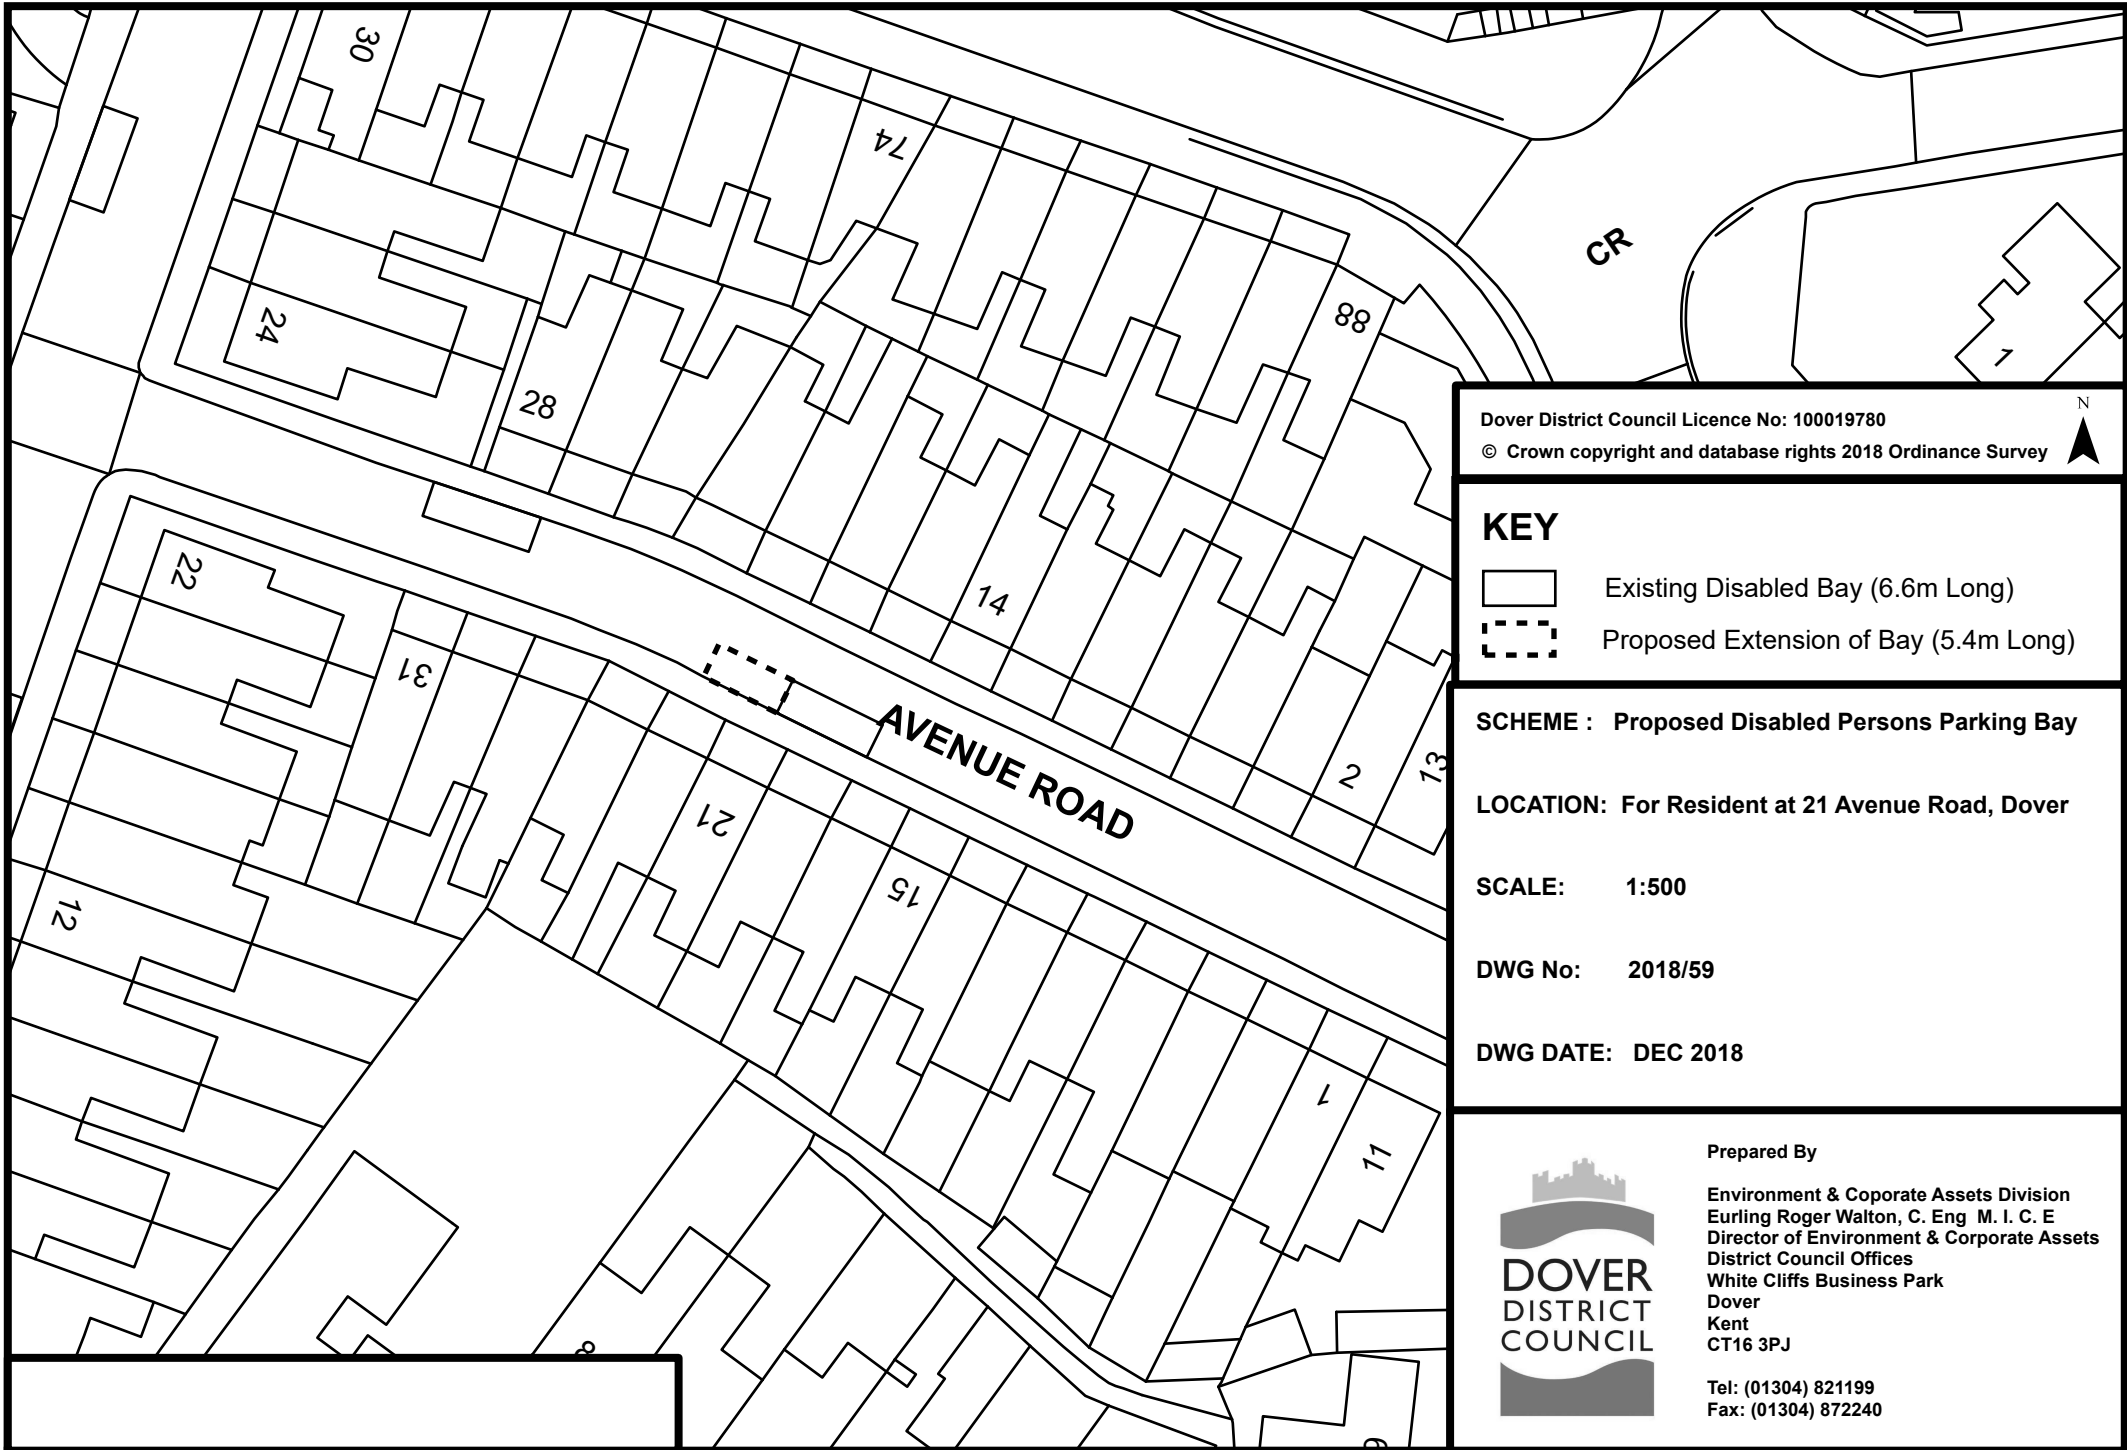 30
74
CR
24
88
1
28
Dover District Council Licence No: 100019780
N
© Crown copyright and database rights 2018 Ordinance Survey
KEY
22
14
Existing Disabled Bay (6.6m Long)
Proposed Extension of Bay (5.4m Long)
31
AVENUE ROAD
2
13
21
15
12
1
11
SCHEME : Proposed Disabled Persons Parking Bay
LOCATION: For Resident at 21 Avenue Road, Dover
SCALE: 1:500
DWG No: 2018/59
DWG DATE: DEC 2018
DOVER
DISTRICT
COUNCIL
Prepared By
Environment & Coporate Assets Division
Eurling Roger Walton, C. Eng M. I. C. E
Director of Environment & Corporate Assets
District Council Offices
White Cliffs Business Park
Dover
Kent
CT16 3PJ
Tel: (01304) 821199
Fax: (01304) 872240